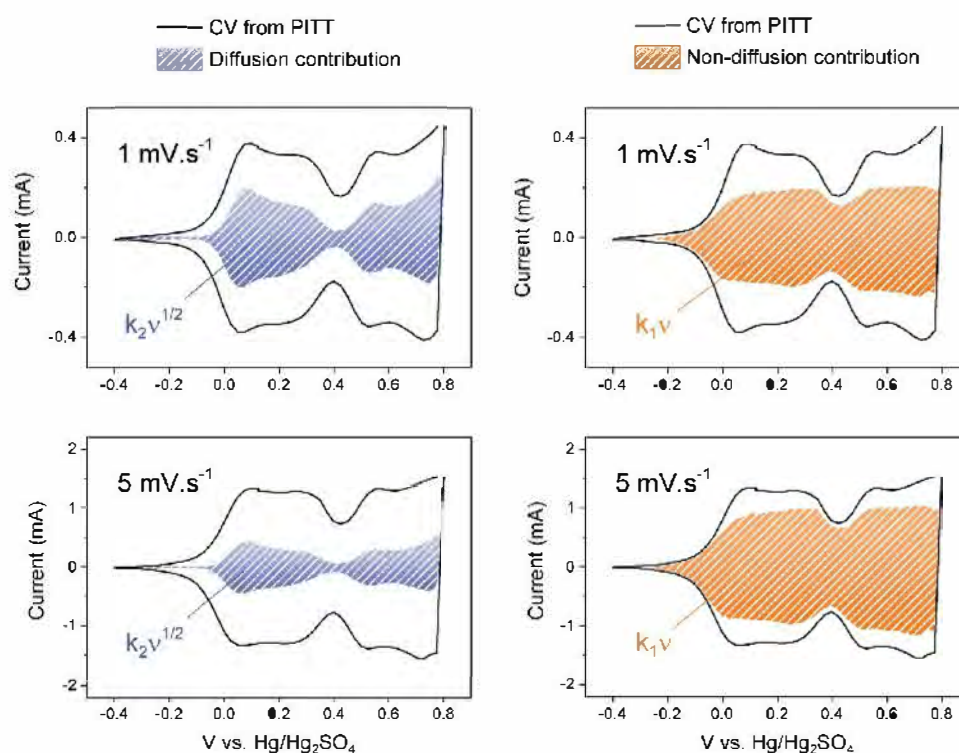 CV from PITT
Diffusion contribution
CV from PITT
Non-diffusion contribution
1 mV.s⁻¹
0.4
0.0
-0.4
Current (mA)
k₂ν¹ᐟ²
-0.4 -0.2 0.0 0.2 0.4 0.6 0.8
1 mV.s⁻¹
0.4
0.0
-0.4
Current (mA)
k₁ν
-0.4 -0.2 0.0 0.2 0.4 0.6 0.8
5 mV.s⁻¹
2
1
0
-1
-2
Current (mA)
k₂ν¹ᐟ²
-0.4 -0.2 0.0 0.2 0.4 0.6 0.8
V vs. Hg/Hg₂SO₄
5 mV.s⁻¹
2
1
0
-1
-2
Current (mA)
k₁ν
-0.4 -0.2 0.0 0.2 0.4 0.6 0.8
V vs. Hg/Hg₂SO₄